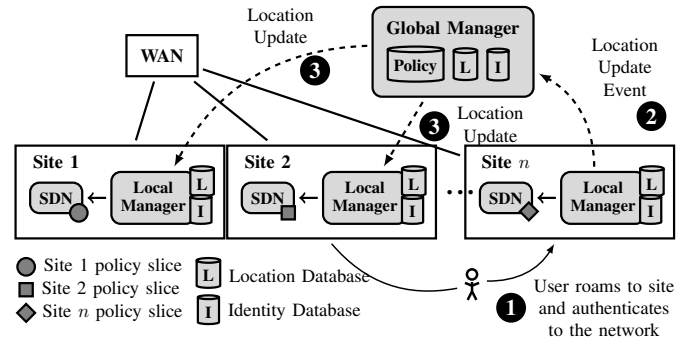 Location
Update
Global Manager
Policy
L
I
WAN
3
Location
Update
Event
2
3
Location
Update
Site 1
SDN
Local
Manager
L
I
Site 2
SDN
Local
Manager
L
I
...
Site n
SDN
Local
Manager
L
I
Site 1 policy slice
Site 2 policy slice
Site n policy slice
L Location Database
I Identity Database
1
User roams to site
and authenticates
to the network